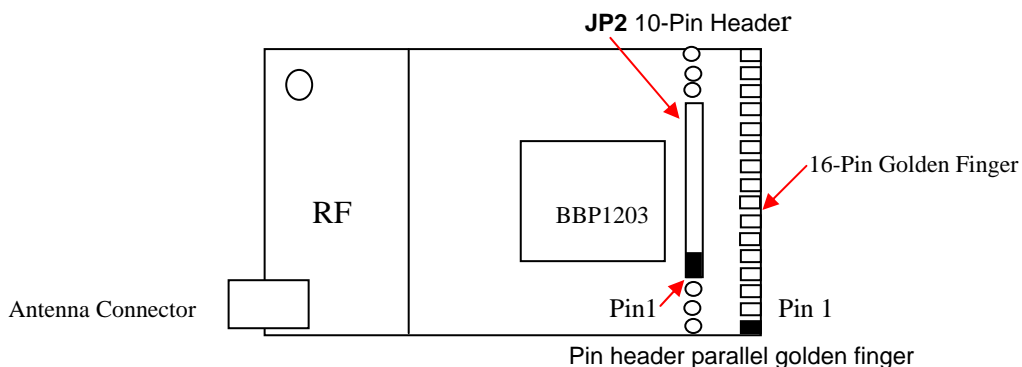 JP2 10-Pin Header
16-Pin Golden Finger
RF
BBP1203
Antenna Connector
Pin1
Pin 1
Pin header parallel golden finger